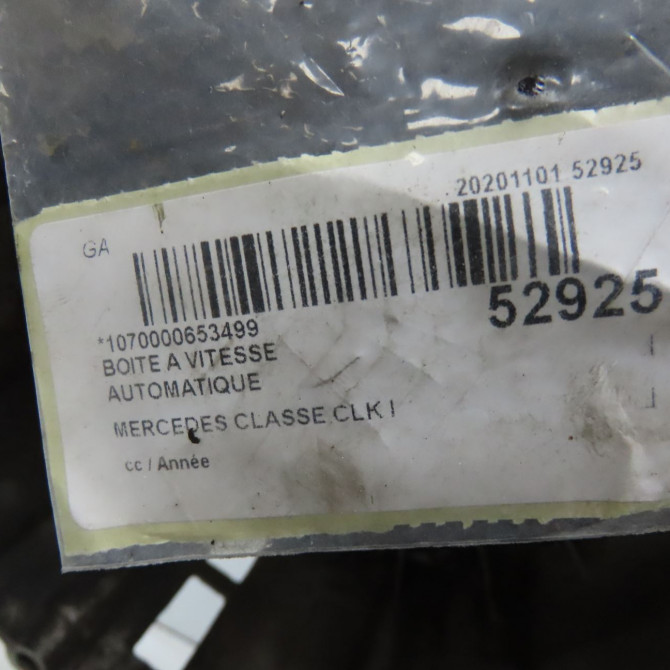 20201101 52925
GA
52925
*1070000653499
BOITE A VITESSE
AUTOMATIQUE
MERCEDES CLASSE CLK I
cc / Année